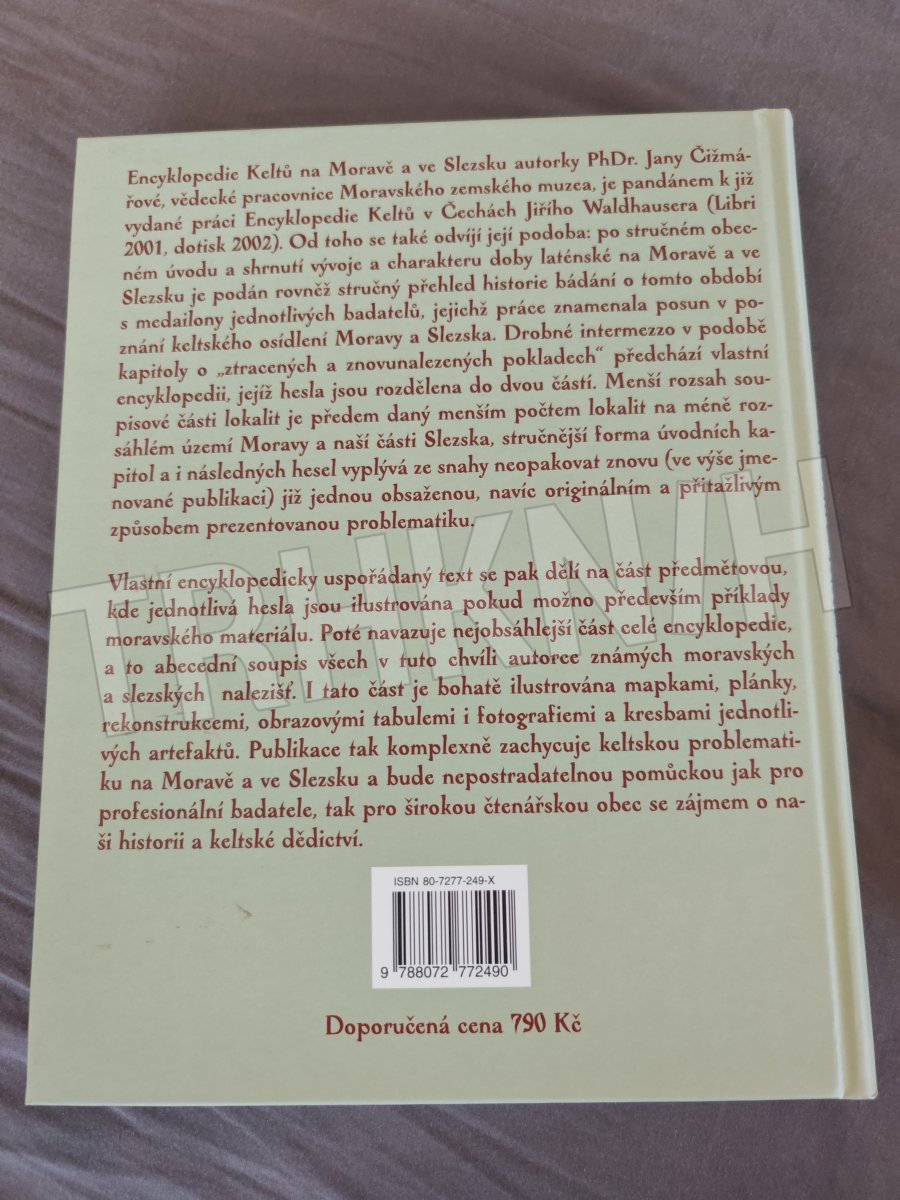 Encyklopedie Keltů na Moravě a ve Slezsku autorky PhDr. Jany Čižmá-
řové, vědecké pracovnice Moravského zemského muzea, je pandánem k již
vydané práci Encyklopedie Keltů v Čechách Jiřího Waldhausera (Libri
2001, dotisk 2002). Od toho se také odvíjí její podoba: po stručném obec-
ném úvodu a shrnutí vývoje a charakteru doby laténské na Moravě a ve
Slezsku je podán rovněž stručný přehled historie bádání o tomto období
s medailony jednotlivých badatelů, jejichž práce znamenala posun v po-
znání keltského osídlení Moravy a Slezska. Drobné intermezzo v podobě
kapitoly o „ztracených a znovunalezených pokladech“ předchází vlastní
encyklopedii, jejíž hesla jsou rozdělena do dvou částí. Menší rozsah sou-
pisové části lokalit je předem daný menším počtem lokalit na méně roz-
sáhlém území Moravy a naší části Slezska, stručnější forma úvodních ka-
pitol a i následných hesel vyplývá ze snahy neopakovat znovu (ve výše jme-
nované publikaci) již jednou obsaženou, navíc originálním a přitažlivým
způsobem prezentovanou problematiku.
Vlastní encyklopedicky uspořádaný text se pak dělí na část předmětovou,
kde jednotlivá hesla jsou ilustrována pokud možno především příklady
moravského materiálu. Poté navazuje nejobsáhlejší část celé encyklopedie,
a to abecední soupis všech v tuto chvíli autorce známých moravských
a slezských nalezišť. I tato část je bohatě ilustrována mapkami, plánky,
rekonstrukcemi, obrazovými tabulemi i fotografiemi a kresbami jednotli-
vých artefaktů. Publikace tak komplexně zachycuje keltskou problemati-
ku na Moravě a ve Slezsku a bude nepostradatelnou pomůckou jak pro
profesionální badatele, tak pro širokou čtenářskou obec se zájmem o na-
ši historii a keltské dědictví.
TRHKNIH
ISBN 80-7277-249-X
9 788072 772490
Doporučená cena 790 Kč